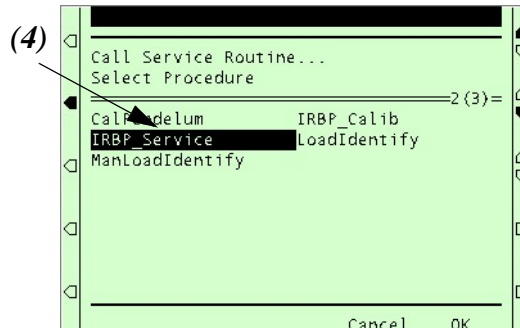 (4)
Call Service Routine...
Select Procedure
2(3)
IRBP_Calib
IRBP_Service LoadIdentify
ManLoadIdentify
Cancel OK